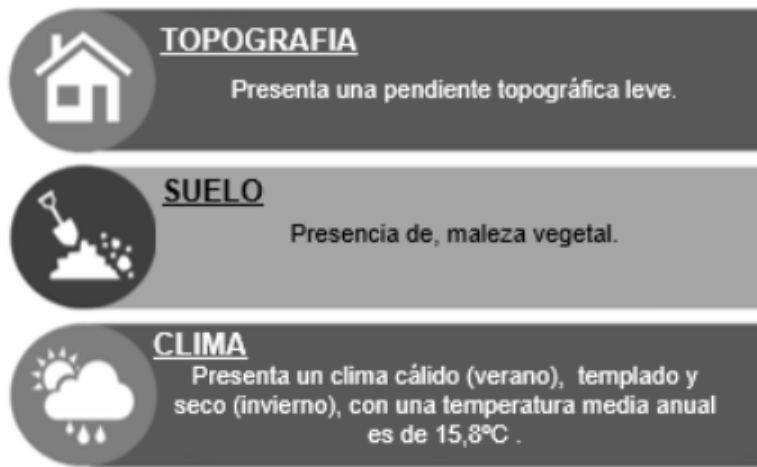 TOPOGRAFIA
Presenta una pendiente topográfica leve.
SUELO
Presencia de, maleza vegetal.
CLIMA
Presenta un clima cálido (verano), templado y
seco (invierno), con una temperatura media anual
es de 15,8ºC .